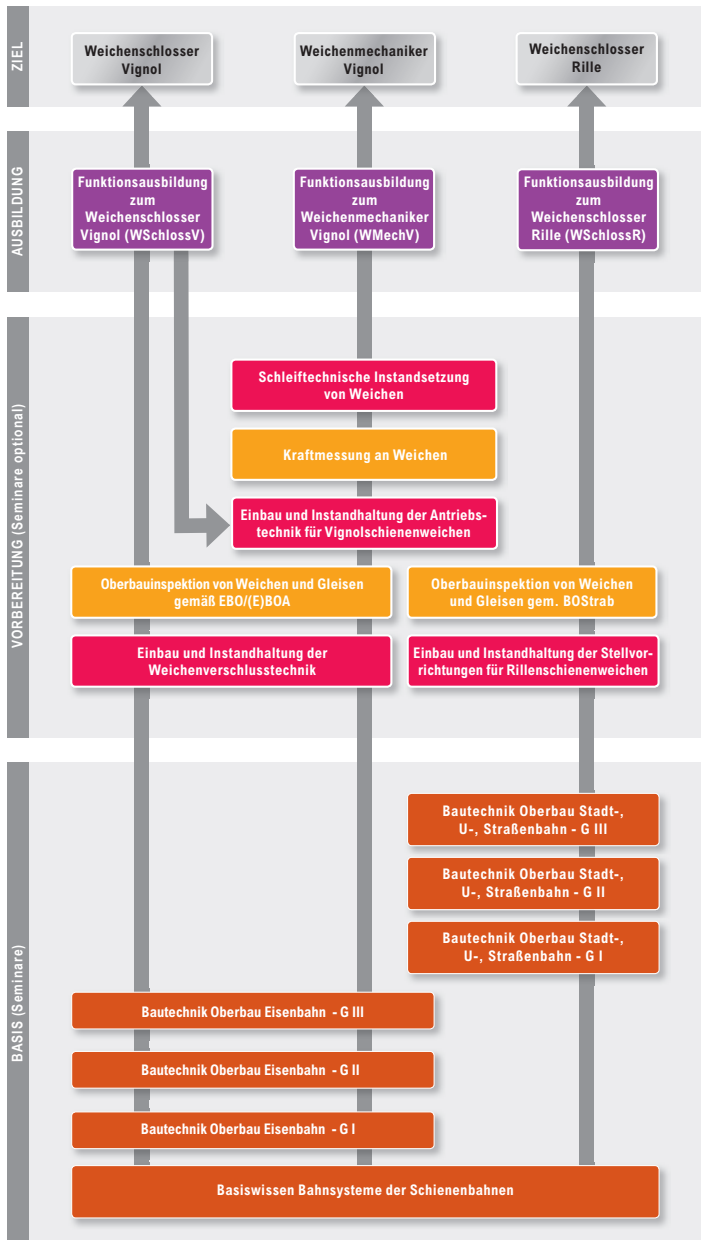 ZIEL
Weichenschlosser
Vignol
Weichenmechaniker
Vignol
Weichenschlosser
Rille
AUSBILDUNG
Funktionsausbildung
zum
Weichenschlosser
Vignol (WSchlossV)
Funktionsausbildung
zum
Weichenmechaniker
Vignol (WMechV)
Funktionsausbildung
zum
Weichenschlosser
Rille (WSchlossR)
VORBEREITUNG (Seminare optional)
Schleiftechnische Instandsetzung
von Weichen
Kraftmessung an Weichen
Einbau und Instandhaltung der Antriebs-
technik für Vignolschienenweichen
Oberbauinspektion von Weichen und Gleisen
gemäß EBO/(E)BOA
Oberbauinspektion von Weichen
und Gleisen gem. BOStrab
Einbau und Instandhaltung der
Weichenverschlusstechnik
Einbau und Instandhaltung der Stellvor-
richtungen für Rillenschienenweichen
BASIS (Seminare)
Bautechnik Oberbau Stadt-,
U-, Straßenbahn - G III
Bautechnik Oberbau Stadt-,
U-, Straßenbahn - G II
Bautechnik Oberbau Stadt-,
U-, Straßenbahn - G I
Bautechnik Oberbau Eisenbahn - G III
Bautechnik Oberbau Eisenbahn - G II
Bautechnik Oberbau Eisenbahn - G I
Basiswissen Bahnsysteme der Schienenbahnen